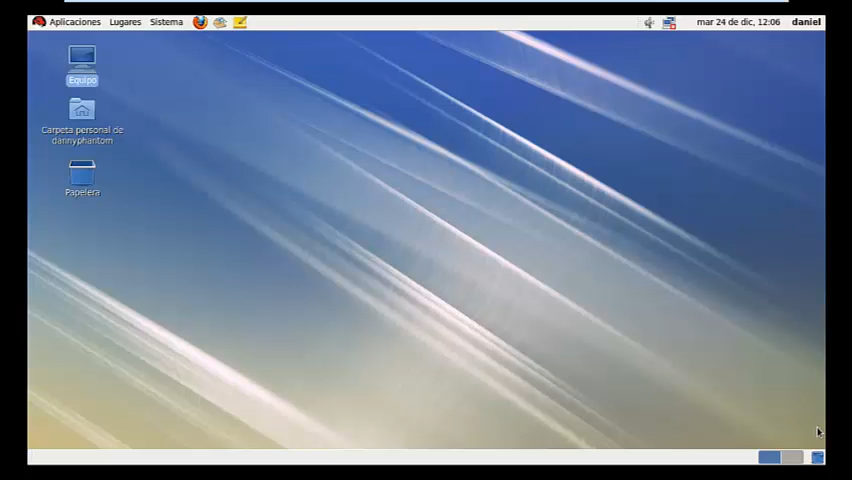 Aplicaciones Lugares Sistema mar 24 de dic, 12:06 daniel
Equipo
Carpeta personal de
dannyphantom
Papelera